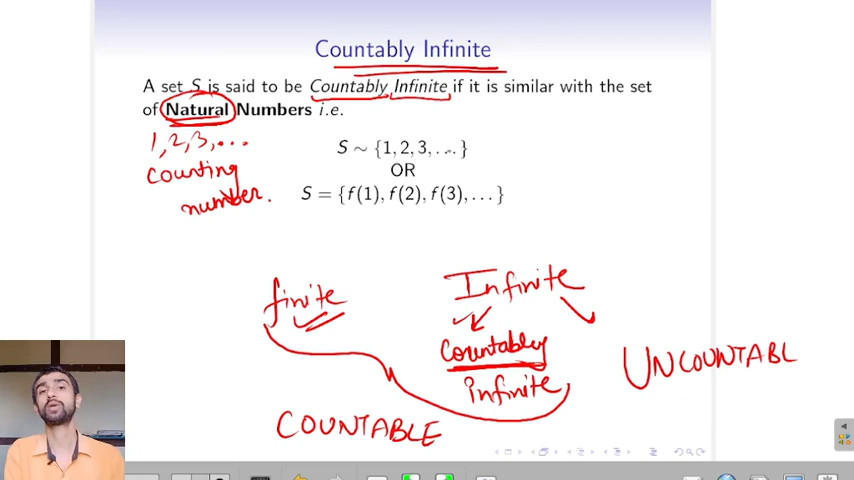 Countably Infinite
A set S is said to be Countably Infinite if it is similar with the set
of Natural Numbers i.e.
1,2,3,...
S ∼ {1, 2, 3, ...}
counting
OR
number.
S = {f(1), f(2), f(3), ...}
finite
Infinite
Countably
infinite
UNCOUNTABL
COUNTABLE